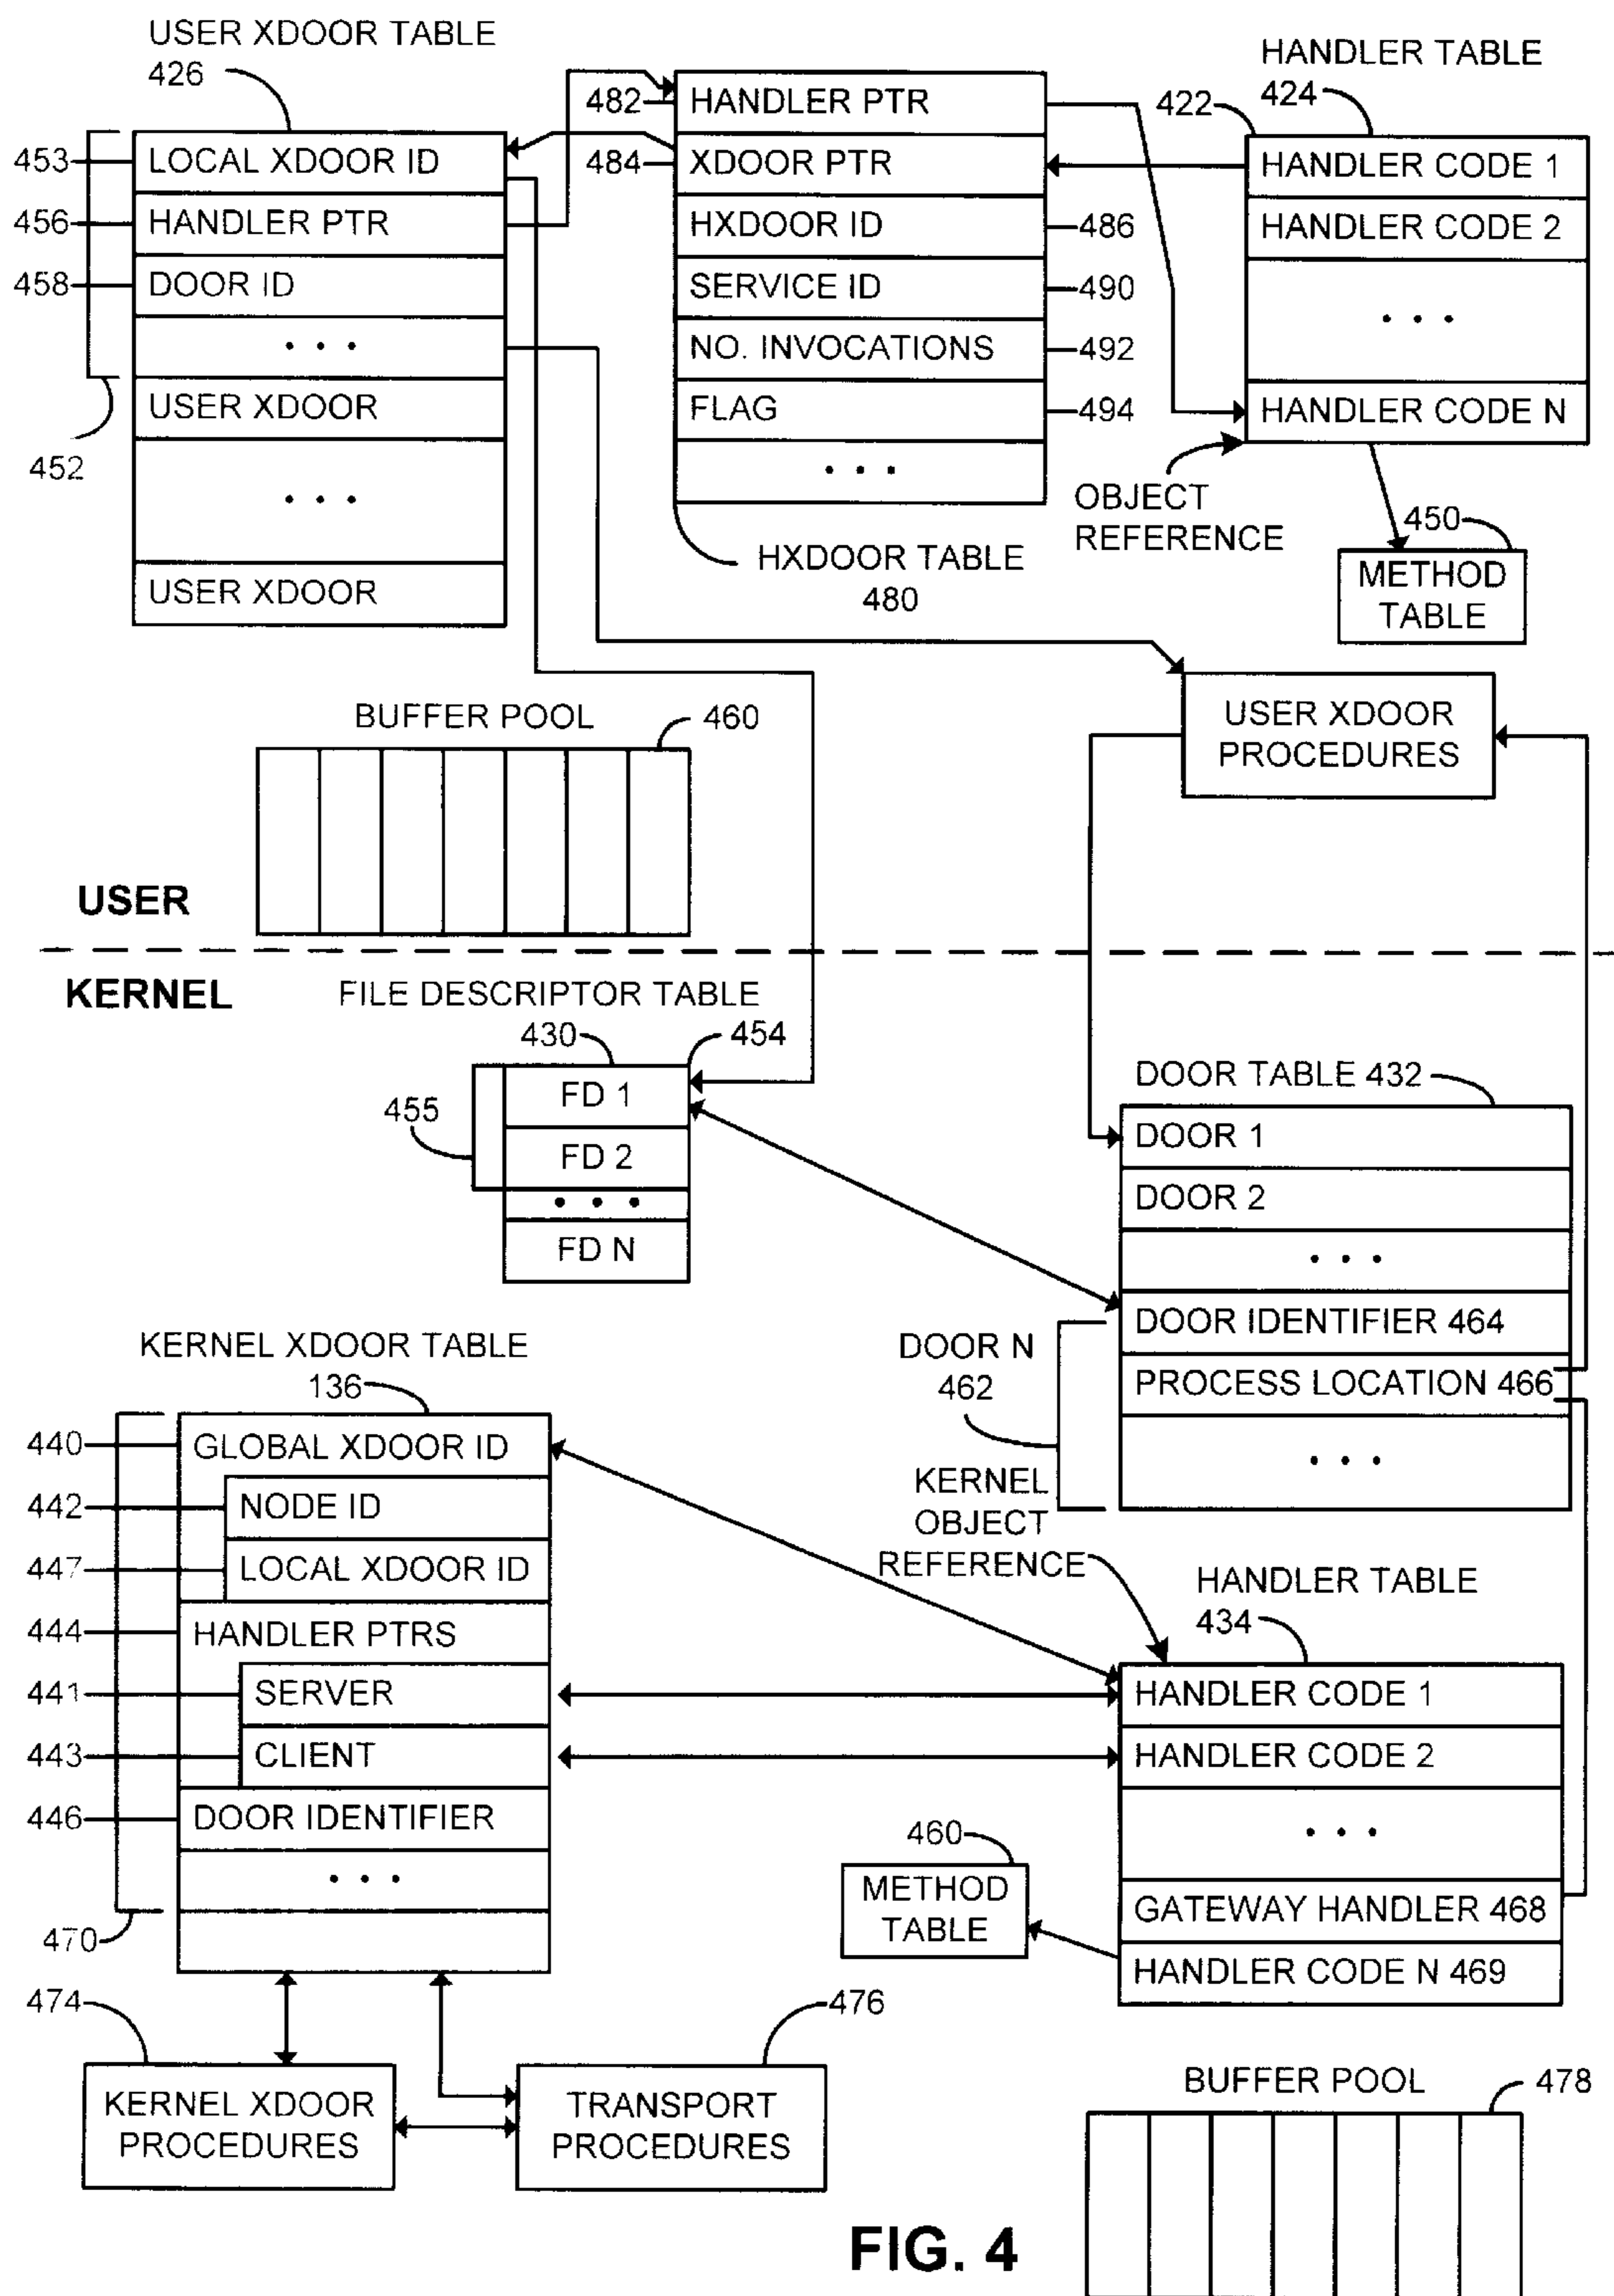 USER XDOOR TABLE
426
453
LOCAL XDOOR ID
456
HANDLER PTR
458
DOOR ID
• • •
452
USER XDOOR
• • •
USER XDOOR
482
HANDLER PTR
484
XDOOR PTR
HXDOOR ID
486
SERVICE ID
490
NO. INVOCATIONS
492
FLAG
494
• • •
HXDOOR TABLE
480
HANDLER TABLE
422
424
HANDLER CODE 1
HANDLER CODE 2
• • •
HANDLER CODE N
OBJECT
REFERENCE
450
METHOD
TABLE
BUFFER POOL
460
USER XDOOR
PROCEDURES
USER
KERNEL
FILE DESCRIPTOR TABLE
430
454
455
FD 1
FD 2
• • •
FD N
DOOR TABLE 432
DOOR 1
DOOR 2
• • •
DOOR IDENTIFIER 464
PROCESS LOCATION 466
• • •
DOOR N
462
KERNEL
OBJECT
REFERENCE
KERNEL XDOOR TABLE
136
440
GLOBAL XDOOR ID
442
NODE ID
447
LOCAL XDOOR ID
444
HANDLER PTRS
441
SERVER
443
CLIENT
446
DOOR IDENTIFIER
• • •
470
HANDLER TABLE
434
HANDLER CODE 1
HANDLER CODE 2
• • •
GATEWAY HANDLER 468
HANDLER CODE N 469
460
METHOD
TABLE
474
KERNEL XDOOR
PROCEDURES
476
TRANSPORT
PROCEDURES
BUFFER POOL
478
FIG. 4